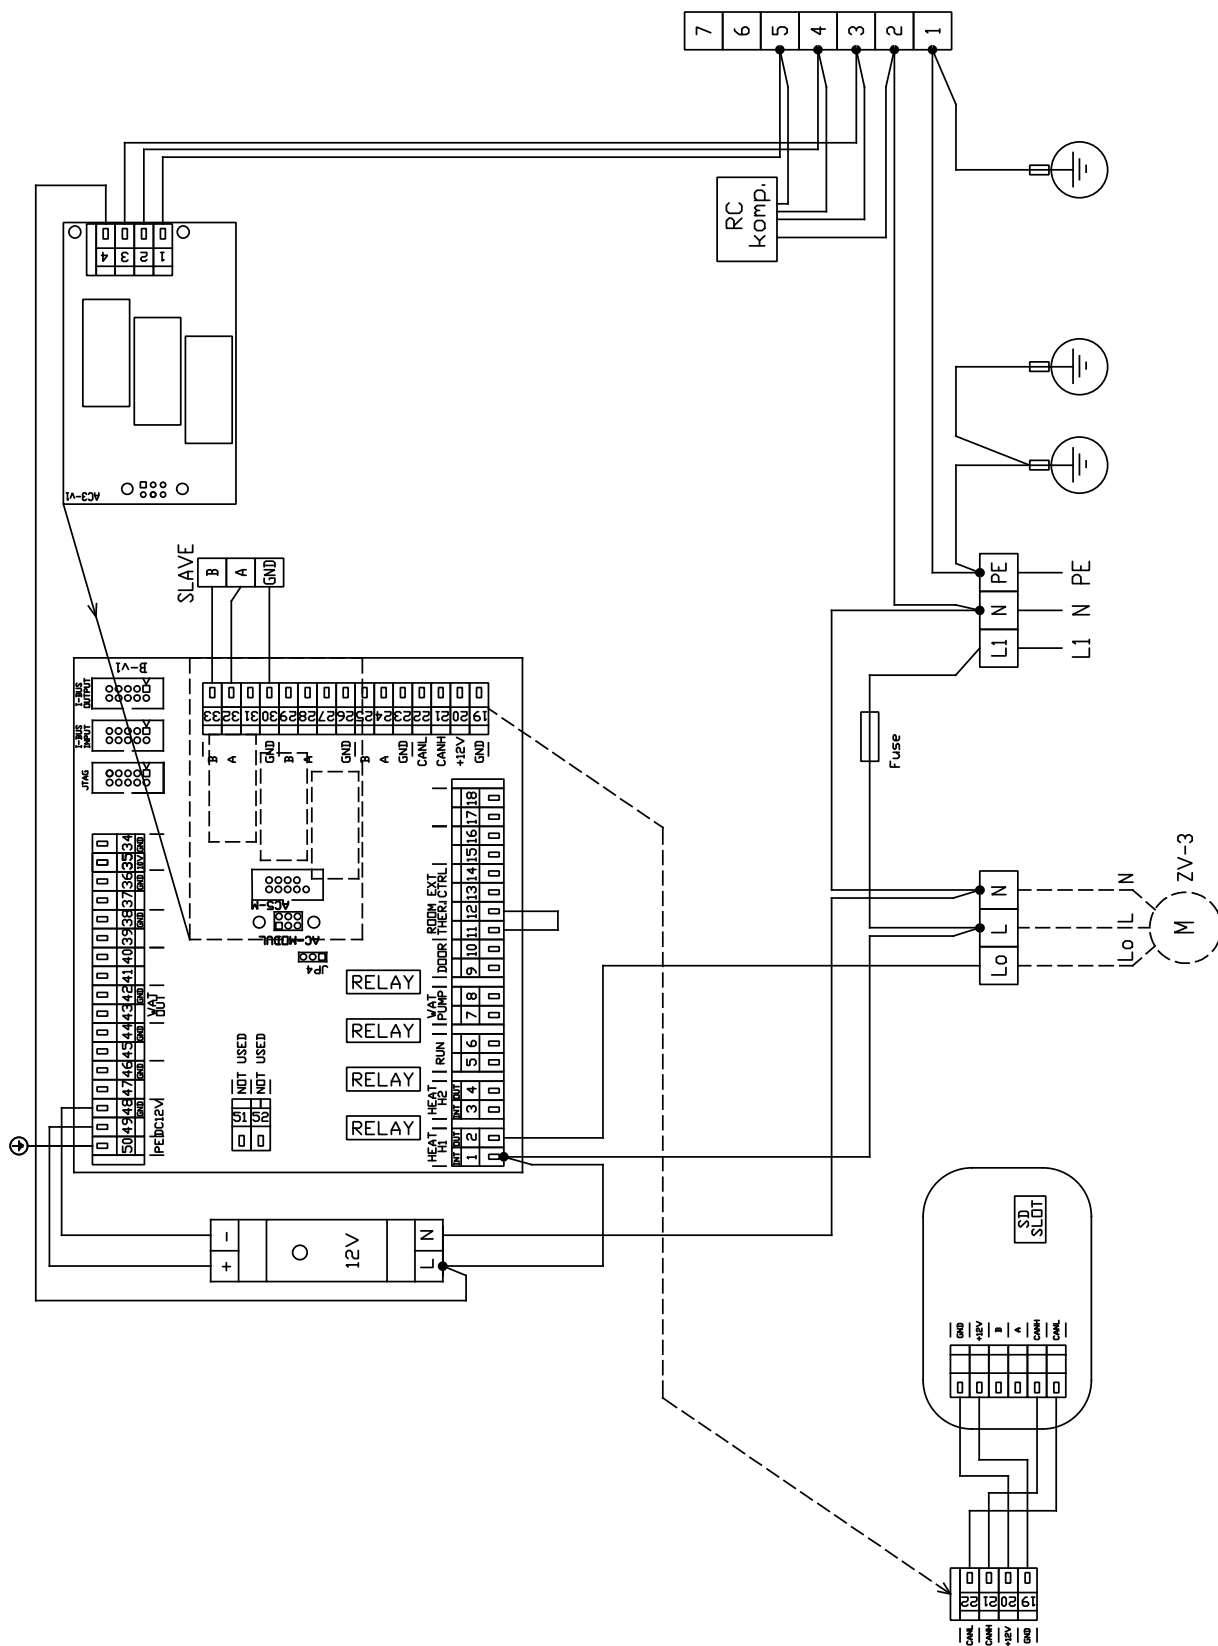 7
6
5
4
3
2
1
RC
komp.
4
3
2
1
AC3-v1
SLAVE
B
A
GND
B-v1
I-BUS
OUTPUT
I-BUS
INPUT
JTAG
33
32
31
30
29
28
27
26
25
24
23
22
21
20
19
B
A
GND
B
A
GND
B
A
GND
CANL
CANH
+12V
GND
34
35
36
37
38
39
40
41
42
43
44
45
46
47
48
49
50
GND
10V
GND
GND
GND
GND
GND
GND
WAT
OUT
DC12V
PE
AC5-M
AC-MODUL
JP4
RELAY
RELAY
RELAY
RELAY
51
52
NOT USED
NOT USED
18
17
16
15
14
13
12
11
10
9
8
7
6
5
4
3
2
1
EXT
CTRL
ROOM
THER.
DOOR
WAT
PUMP
RUN
HEAT
H2
INT OUT
HEAT
H1
INT OUT
PE
N
L1
PE
N
L1
Fuse
N
L
Lo
N
L
Lo
M
ZV-3
- +
12V
N
L
SD
SLOT
GND
+12V
B
A
CANH
CANL
22
21
20
19
CANL
CANH
+12V
GND